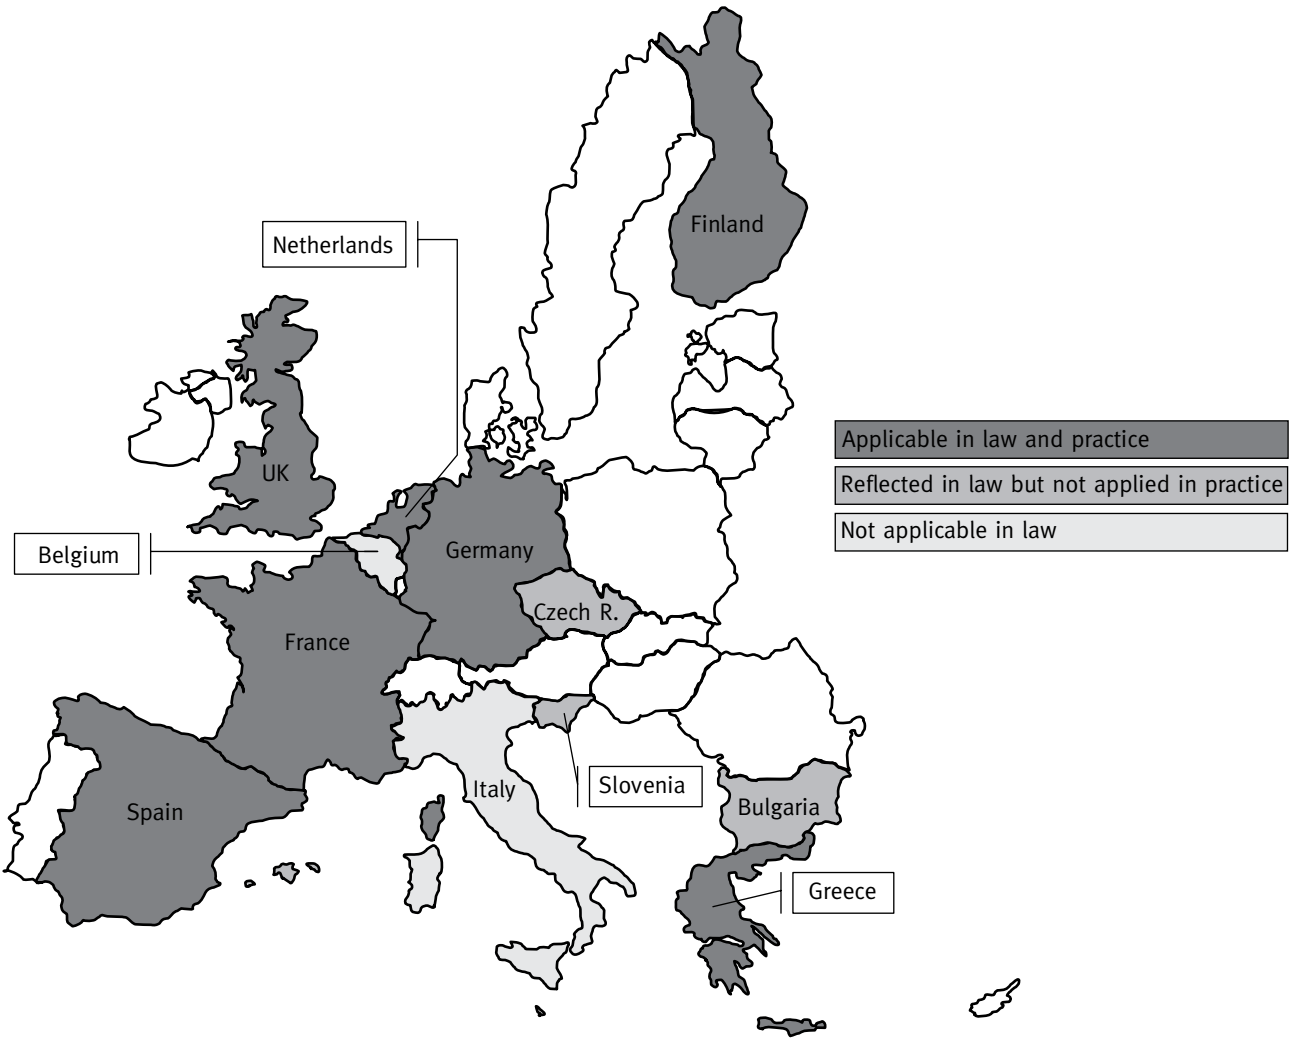 Finland
Netherlands
Applicable in law and practice
UK
Reflected in law but not applied in practice
Not applicable in law
Belgium
Germany
Czech R.
France
Slovenia
Italy
Bulgaria
Spain
Greece